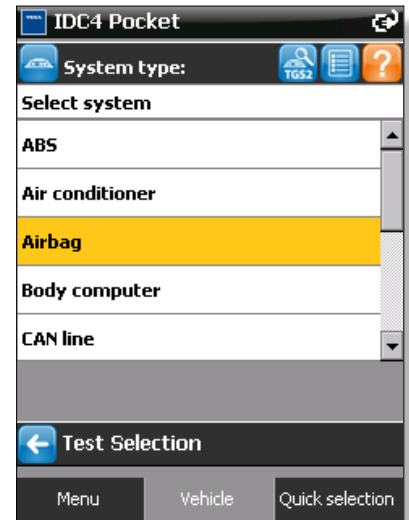 TEXA IDC4 Pocket
System type:
TGS2
?
Select system
ABS
Air conditioner
Airbag
Body computer
CAN line
Test Selection
Menu Vehicle Quick selection